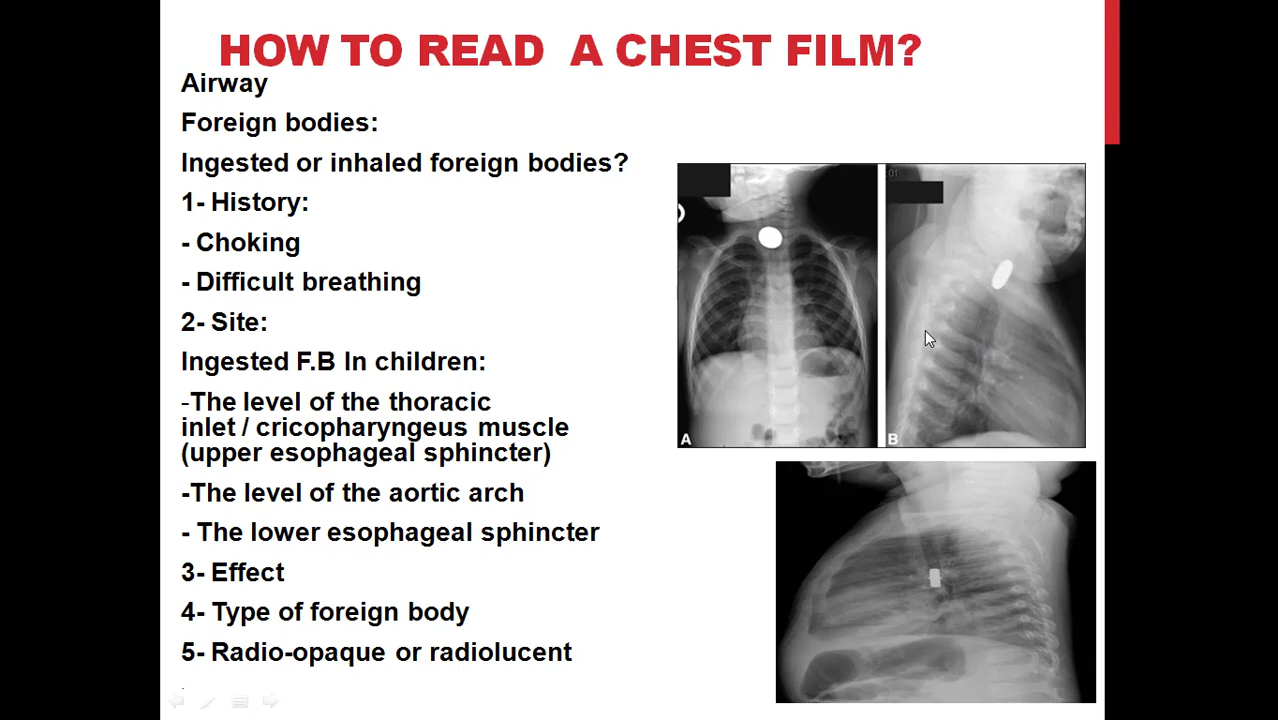 HOW TO READ A CHEST FILM?
Airway
Foreign bodies:
Ingested or inhaled foreign bodies?
1- History:
- Choking
- Difficult breathing
2- Site:
Ingested F.B In children:
-The level of the thoracic
inlet / cricopharyngeus muscle
(upper esophageal sphincter)
-The level of the aortic arch
- The lower esophageal sphincter
3- Effect
4- Type of foreign body
5- Radio-opaque or radiolucent
.
A
B
01